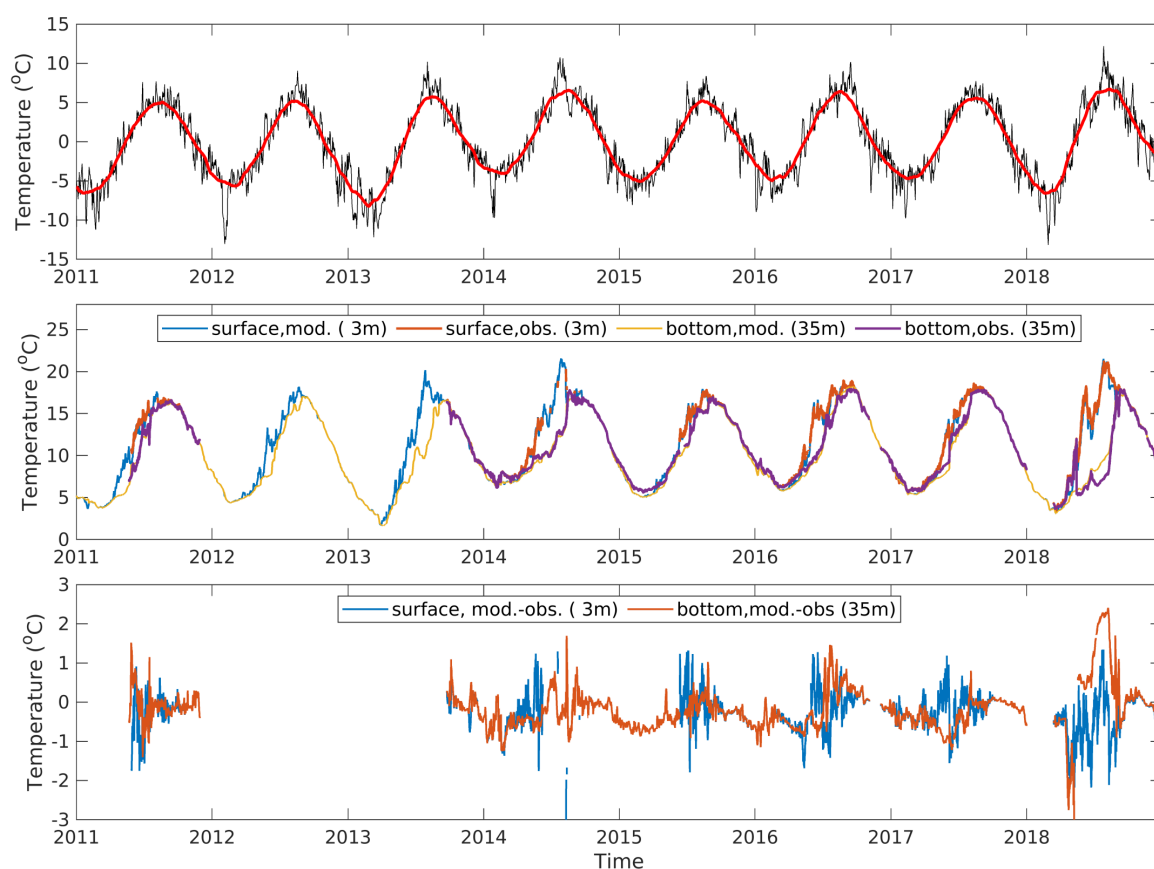 Temperature (°C)
15
10
5
0
-5
-10
-15
2011 2012 2013 2014 2015 2016 2017 2018
Temperature (°C)
25
20
15
10
5
0
surface,mod. ( 3m) surface,obs. (3m) bottom,mod. (35m) bottom,obs. (35m)
2011 2012 2013 2014 2015 2016 2017 2018
Temperature (°C)
3
2
1
0
-1
-2
-3
surface, mod.-obs. ( 3m) bottom,mod.-obs (35m)
2011 2012 2013 2014 2015 2016 2017 2018
Time